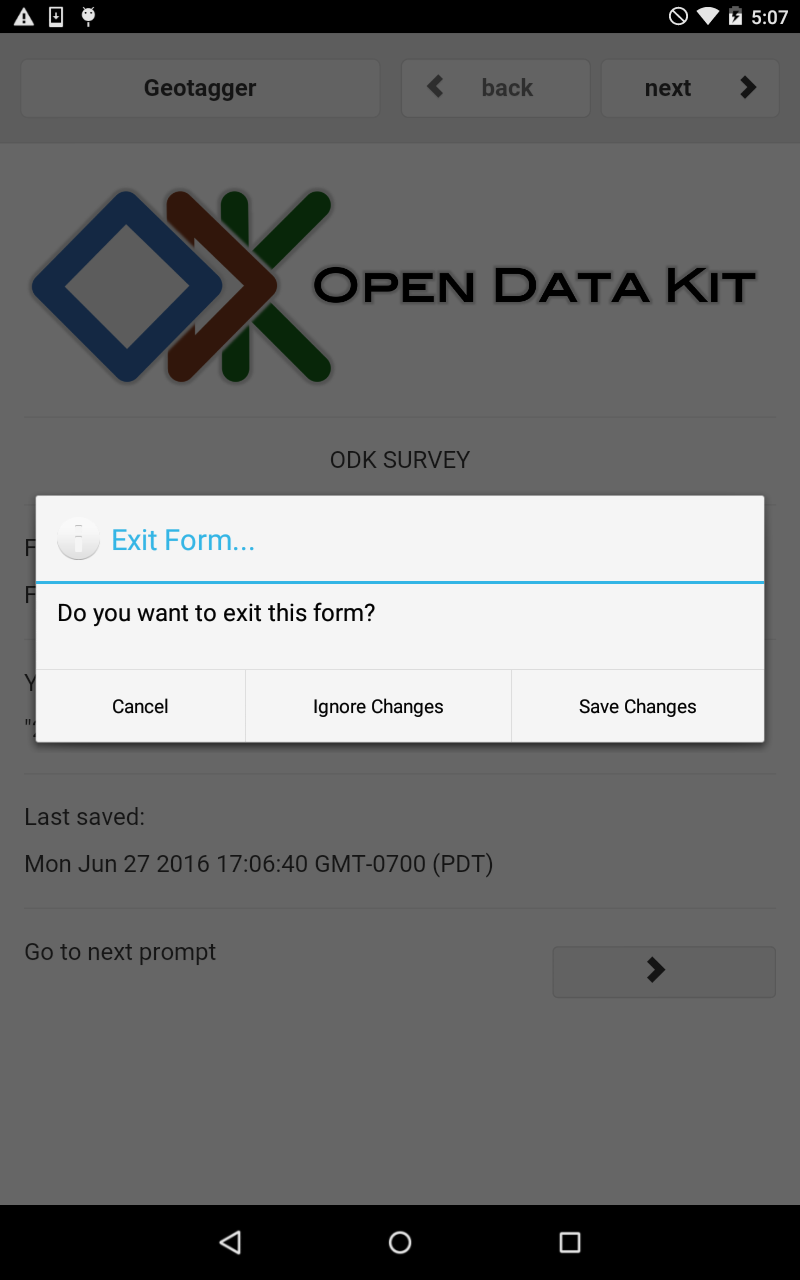 5:07
Geotagger
back
next
OPEN DATA KIT
ODK SURVEY
Exit Form...
Do you want to exit this form?
Cancel
Ignore Changes
Save Changes
Last saved:
Mon Jun 27 2016 17:06:40 GMT-0700 (PDT)
Go to next prompt